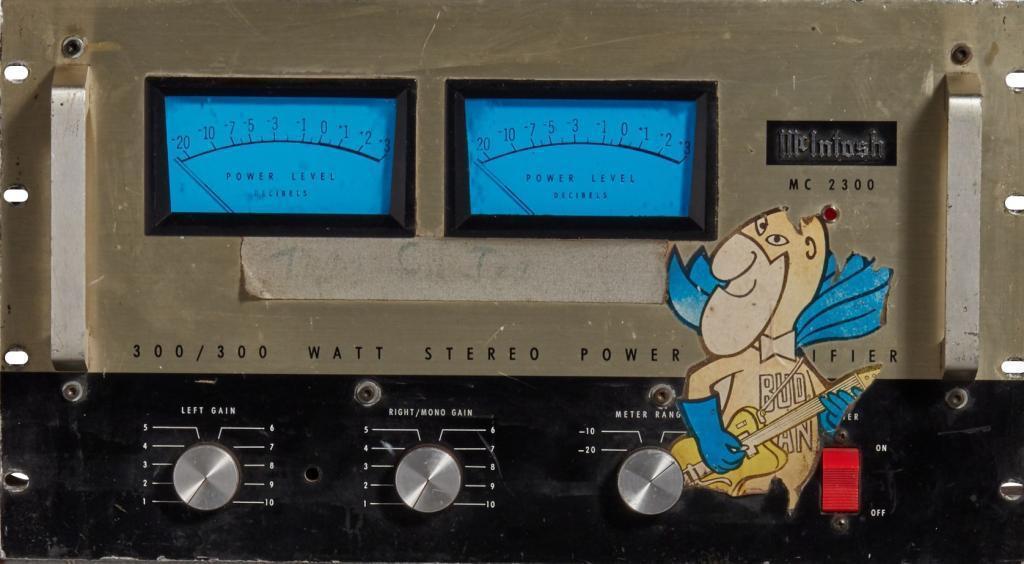 -20 -10 -7 -5 -3 -1 0 +1 +2 +3
POWER LEVEL
DECIBELS
20 -10 -7 -5 -3 -1 0 +1 +2 +3
POWER LEVEL
DECIBELS
McIntosh
MC 2300
300/300 WATT STEREO POWER IFIER
LEFT GAIN
5 6
4 7
3 8
2 9
1 10
RIGHT/MONO GAIN
5 6
4 7
3 8
2 9
1 10
METER RANG
-10
-20
BUD
AN
ER
ON
OFF